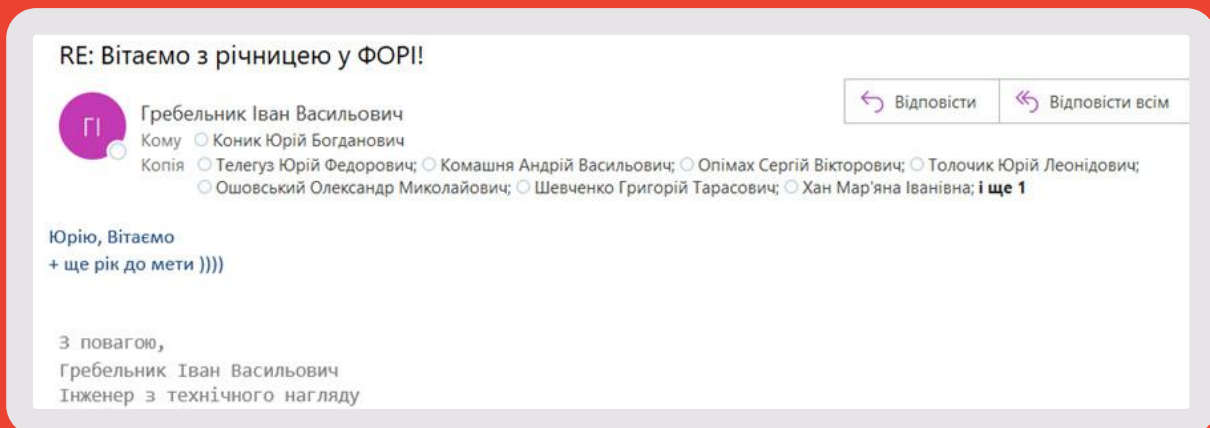 RE: Вітаємо з річницею у ФОРІ!
ГІ
Гребельник Іван Васильович
Відповісти
Відповісти всім
Кому Коник Юрій Богданович
Копія Телегуз Юрій Федорович; Комашня Андрій Васильович; Опімах Сергій Вікторович; Толочик Юрій Леонідович;
Ошовський Олександр Миколайович; Шевченко Григорій Тарасович; Хан Мар'яна Іванівна; і ще 1
Юрію, Вітаємо
+ ще рік до мети ))))
З повагою,
Гребельник Іван Васильович
Інженер з технічного нагляду